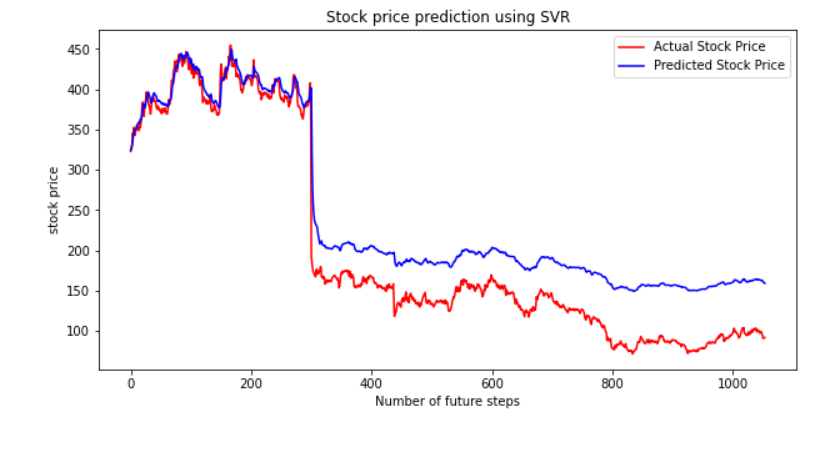 Stock price prediction using SVR
Actual Stock Price
Predicted Stock Price
450
400
350
300
250
200
150
100
stock price
0 200 400 600 800 1000
Number of future steps